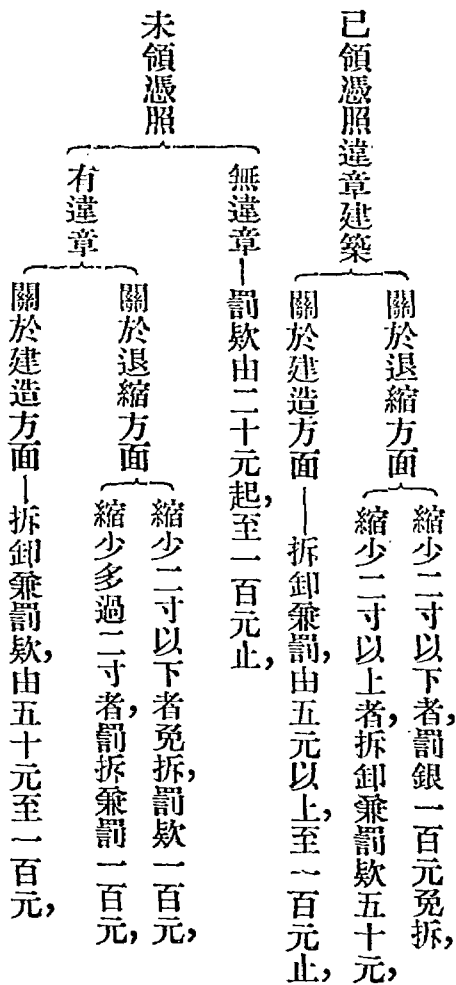 已領憑照違章建築
關於退縮方面
縮少二寸以下者,罰銀一百元免拆,
縮少二寸以上者,拆卸兼罰欵五十元,
關於建造方面——拆卸兼罰,由五元以上,至一百元止,
未領憑照
無違章—罰欵由二十元起,至一百元止,
有違章
關於退縮方面
縮少二寸以下者免拆,罰欵一百元,
縮少多過二寸者,罰拆兼罰一百元,
關於建造方面—拆卸兼罰欵,由五十元至一百元,